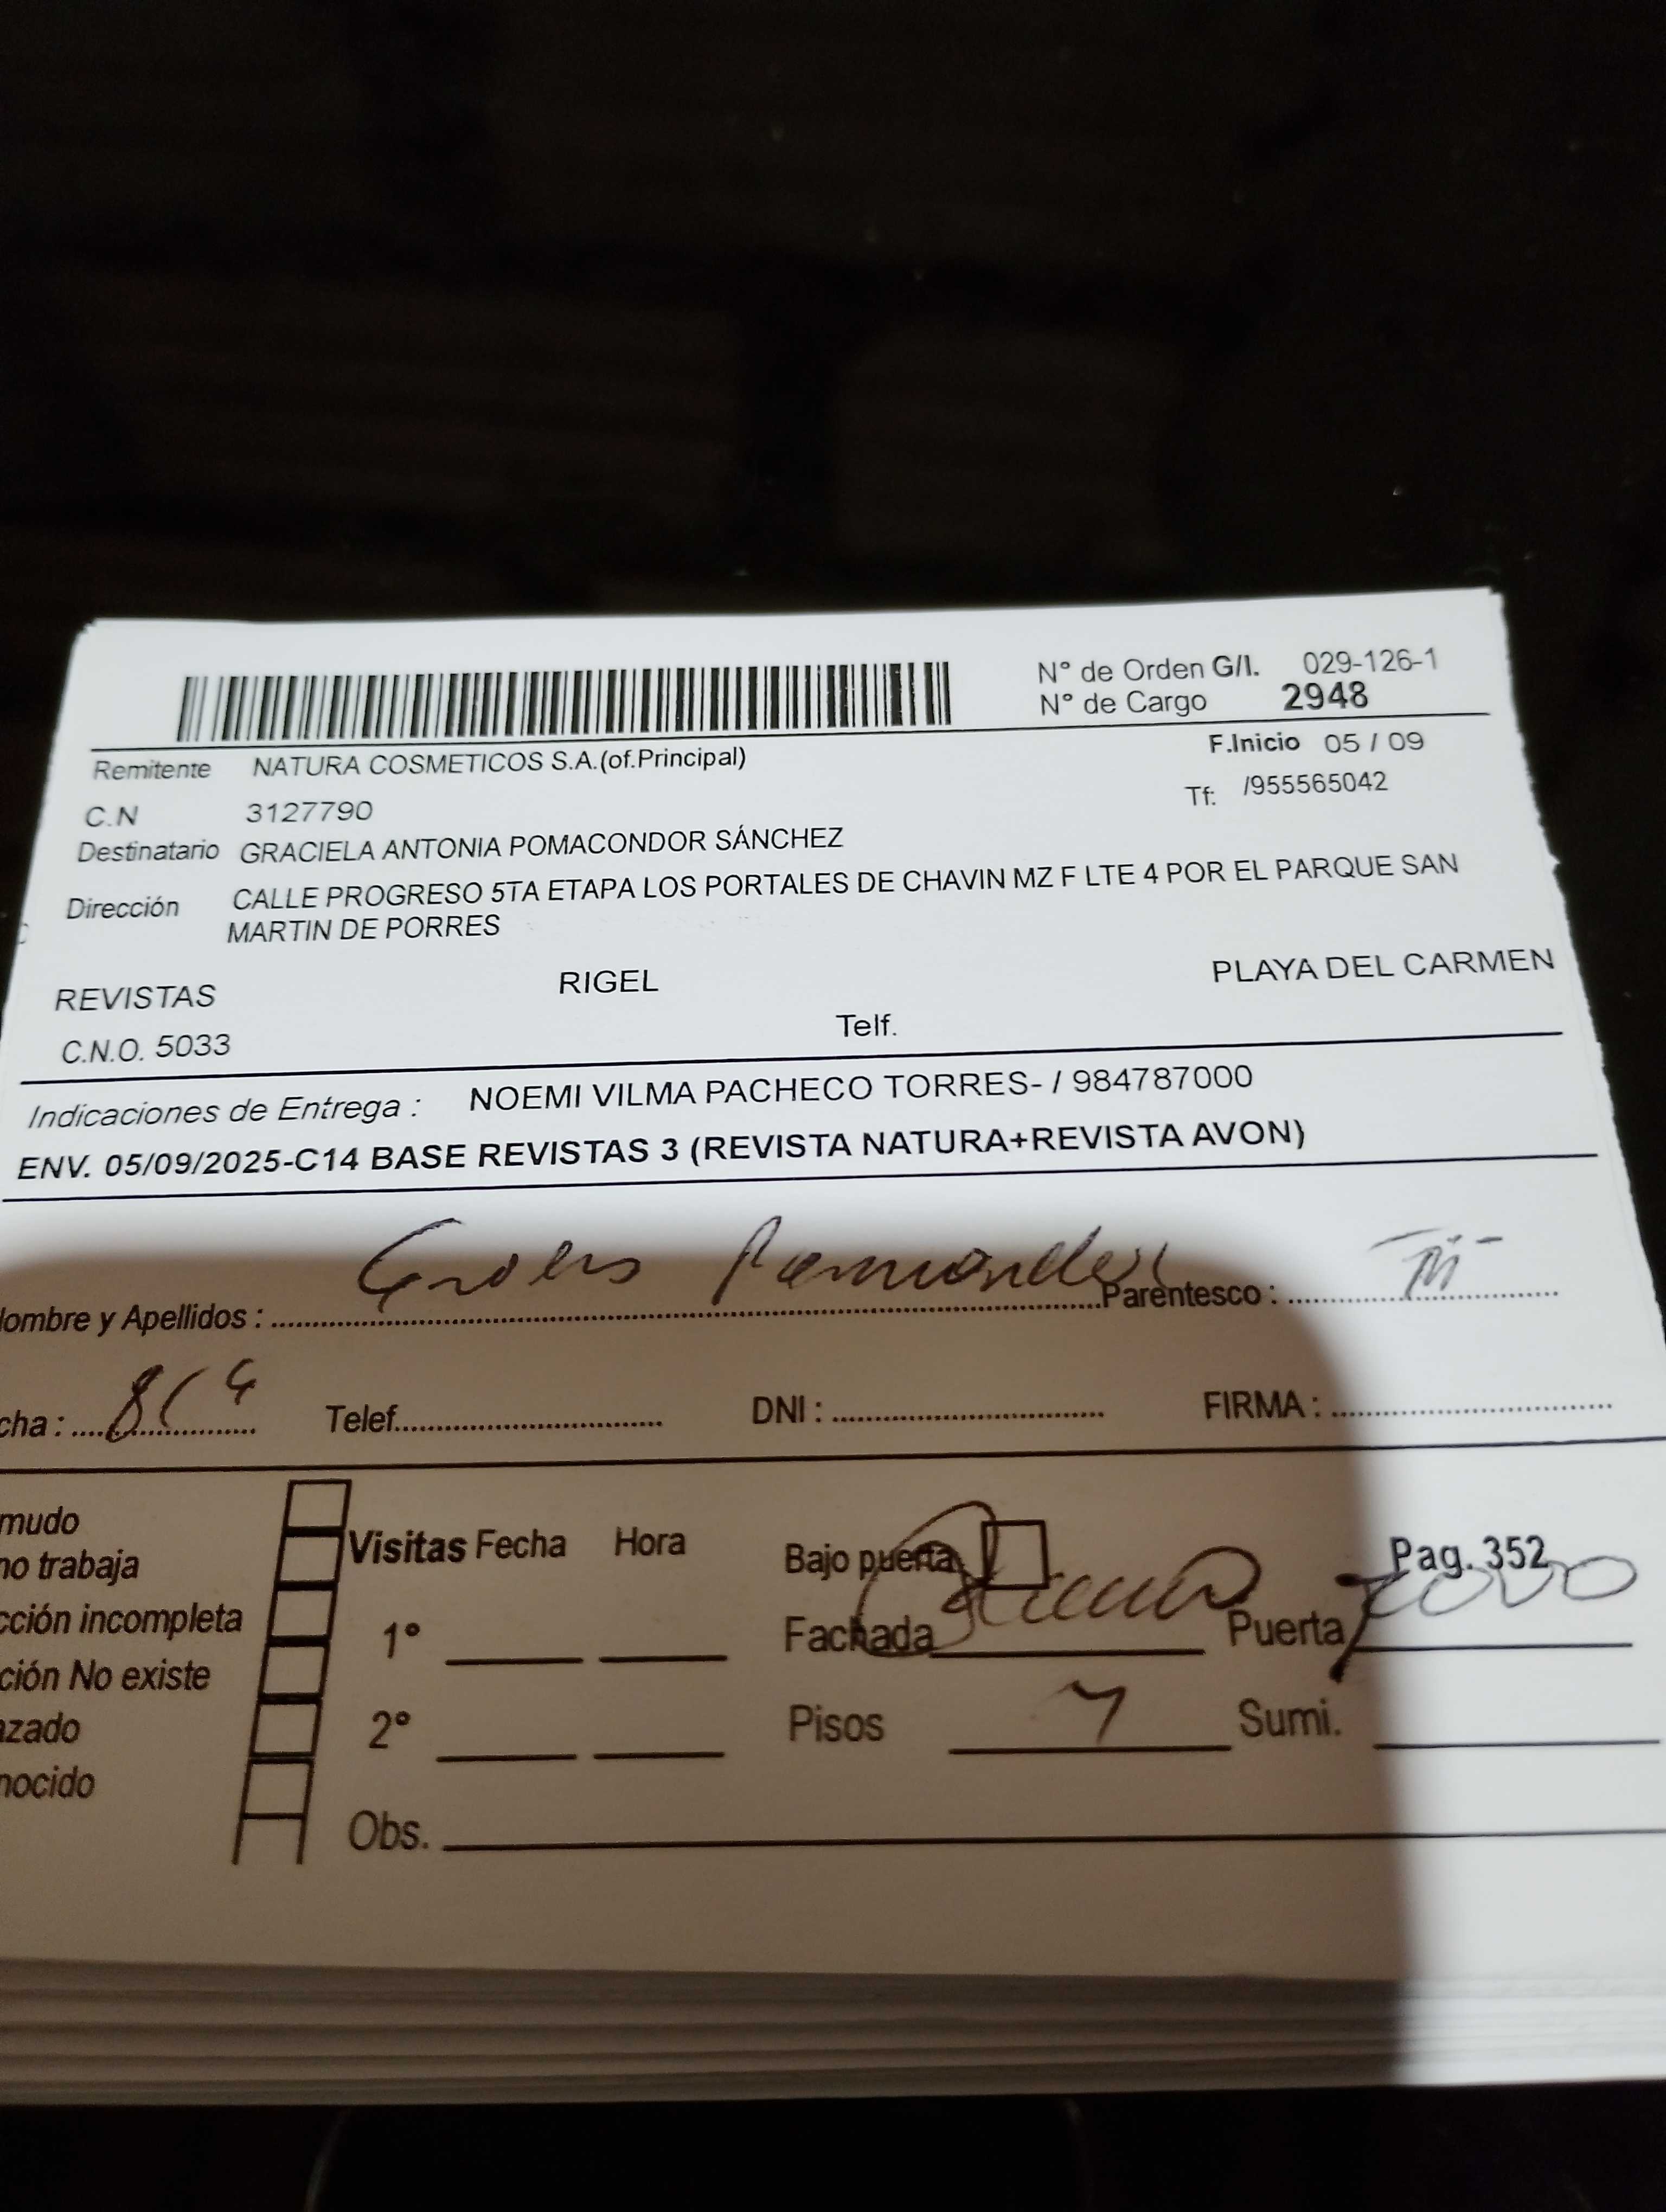 N° de Orden G/I. 029-126-1
N° de Cargo 2948
Remitente NATURA COSMETICOS S.A.(of.Principal) F.Inicio 05 / 09
C.N 3127790 Tf: /955565042
Destinatario GRACIELA ANTONIA POMACONDOR SÁNCHEZ
Dirección CALLE PROGRESO 5TA ETAPA LOS PORTALES DE CHAVIN MZ F LTE 4 POR EL PARQUE SAN
MARTIN DE PORRES
REVISTAS RIGEL PLAYA DEL CARMEN
C.N.O. 5033 Telf.
Indicaciones de Entrega : NOEMI VILMA PACHECO TORRES- / 984787000
ENV. 05/09/2025-C14 BASE REVISTAS 3 (REVISTA NATURA+REVISTA AVON)
ombre y Apellidos : Parentesco :
cha : Telef. DNI : FIRMA :
mudo
no trabaja Visitas Fecha Hora Bajo puerta Pag. 352
cción incompleta 1° Fachada Puerta
ción No existe
azado 2° Pisos Sumi.
nocido
Obs.